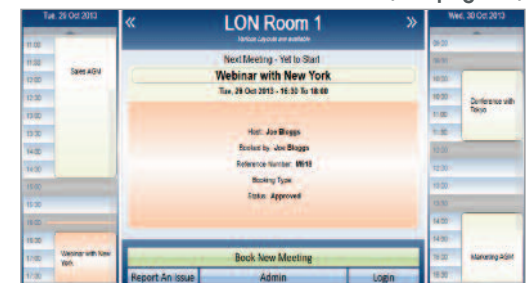 Tue, 29 Oct 2013
11:00
11:30
12:00
12:30
13:00
13:30
14:00
14:30
15:00
15:30
16:00
16:30
17:00
17:30
Sales AGM
Webinar with New
York
«
LON Room 1
»
Various Layouts are available
Next Meeting - Yet to Start
Webinar with New York
Tue, 29 Oct 2013 - 16:30 To 18:00
Host: Joe Bloggs
Booked by: Joe Bloggs
Reference Number:
Booking Type:
Status: Approved
Book New Meeting
Report An Issue
Admin
Login
Wed, 30 Oct 2013
09:00
10:00
10:30
11:00
11:30
12:00
12:30
13:00
14:00
14:30
15:00
15:30
Conference with
Tokyo
Marketing AGM